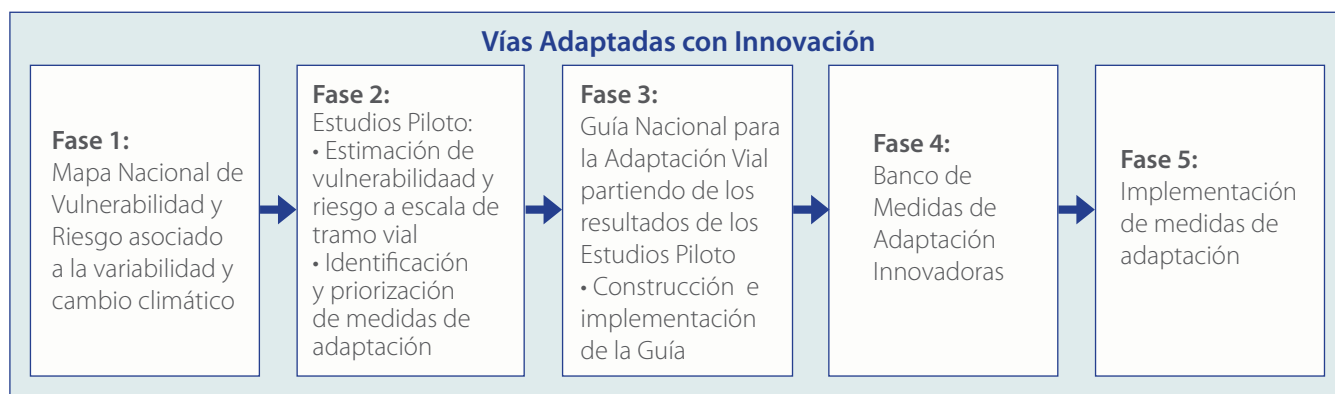 Vías Adaptadas con Innovación
Fase 1:
Mapa Nacional de
Vulnerabilidad y
Riesgo asociado
a la variabilidad y
cambio climático
Fase 2:
Estudios Piloto:
• Estimación de
vulnerabilidaad y
riesgo a escala de
tramo vial
• Identificación
y priorización
de medidas de
adaptación
Fase 3:
Guía Nacional para
la Adaptación Vial
partiendo de los
resultados de los
Estudios Piloto
• Construcción e
implementación
de la Guía
Fase 4:
Banco de
Medidas de
Adaptación
Innovadoras
Fase 5:
Implementación
de medidas de
adaptación